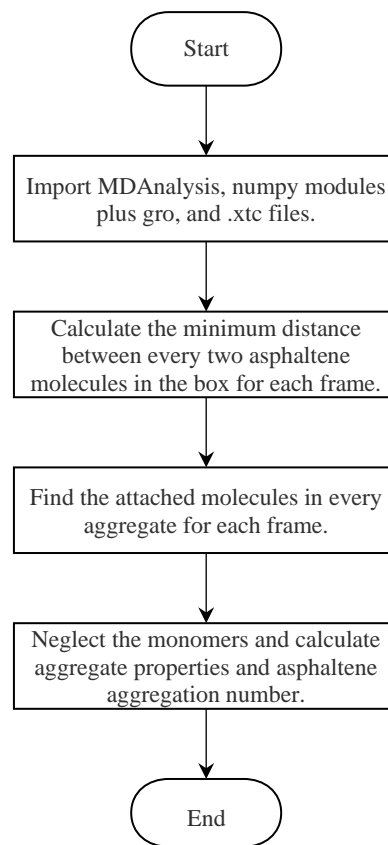 Start
Import MDAnalysis, numpy modules
plus gro, and .xtc files.
Calculate the minimum distance
between every two asphaltene
molecules in the box for each frame.
Find the attached molecules in every
aggregate for each frame.
Neglect the monomers and calculate
aggregate properties and asphaltene
aggregation number.
End